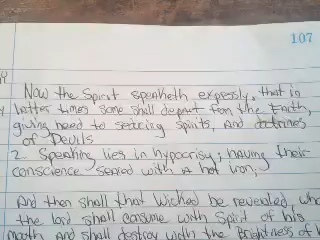 107
Now the Spirit speaketh expressly, that in
latter times some shall depart from the Faith,
giving heed to seducing spirits, And doctrines
of Devils
2. Speaking lies in hypocrisy; having their
conscience seared with a hot iron;
And then shall that Wicked be revealed, who
the lord shall consume with Spirit of his
mouth And shall destroy with the Brightness of h